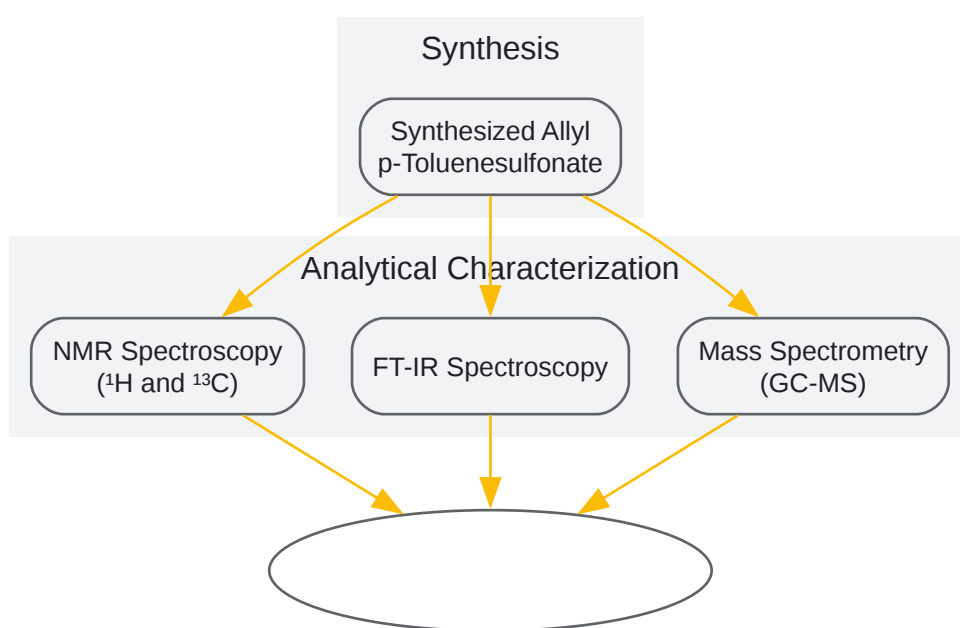 Synthesis
Synthesized Allyl
p-Toluenesulfonate
Analytical Characterization
NMR Spectroscopy
(¹H and ¹³C)
FT-IR Spectroscopy
Mass Spectrometry
(GC-MS)